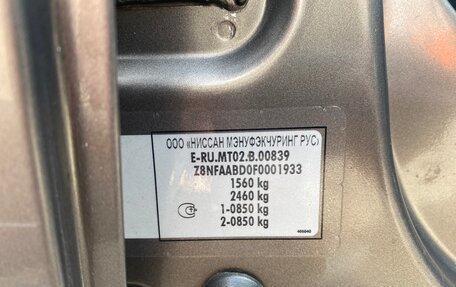 ООО «НИССАН МЭНУФЭКЧУРИНГ РУС»
E-RU.MT02.B.00839
Z8NFAABD0F0001933
1560 kg
2460 kg
1-0850 kg
2-0850 kg